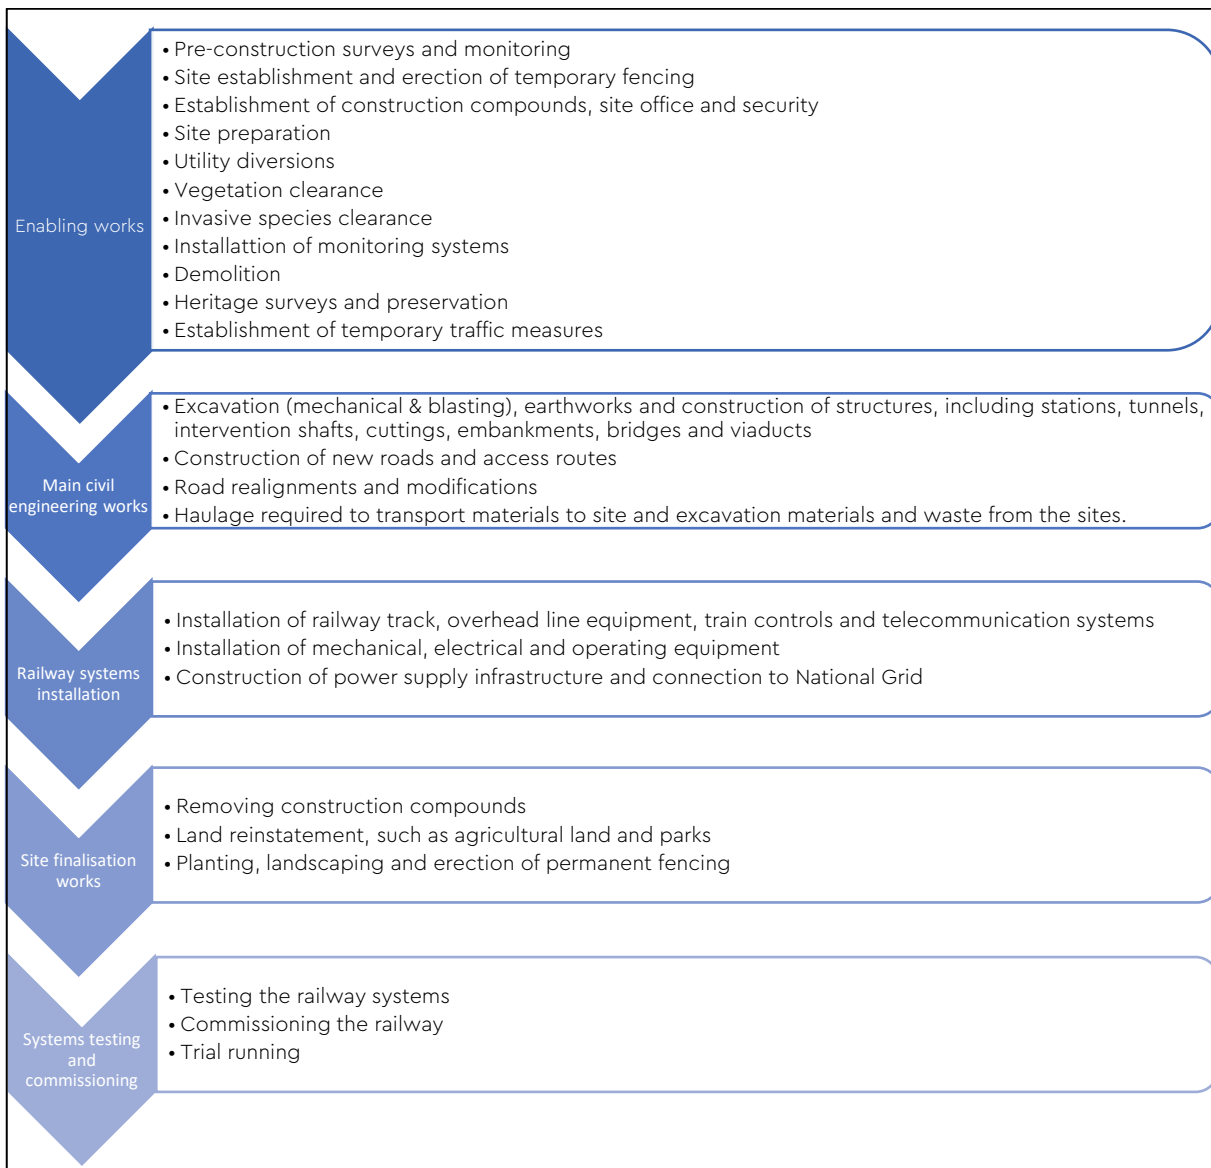 Enabling works
• Pre-construction surveys and monitoring
• Site establishment and erection of temporary fencing
• Establishment of construction compounds, site office and security
• Site preparation
• Utility diversions
• Vegetation clearance
• Invasive species clearance
• Installattion of monitoring systems
• Demolition
• Heritage surveys and preservation
• Establishment of temporary traffic measures
Main civil
engineering works
• Excavation (mechanical & blasting), earthworks and construction of structures, including stations, tunnels,
intervention shafts, cuttings, embankments, bridges and viaducts
• Construction of new roads and access routes
• Road realignments and modifications
• Haulage required to transport materials to site and excavation materials and waste from the sites.
Railway systems
installation
• Installation of railway track, overhead line equipment, train controls and telecommunication systems
• Installation of mechanical, electrical and operating equipment
• Construction of power supply infrastructure and connection to National Grid
Site finalisation
works
• Removing construction compounds
• Land reinstatement, such as agricultural land and parks
• Planting, landscaping and erection of permanent fencing
Systems testing
and
commissioning
• Testing the railway systems
• Commissioning the railway
• Trial running